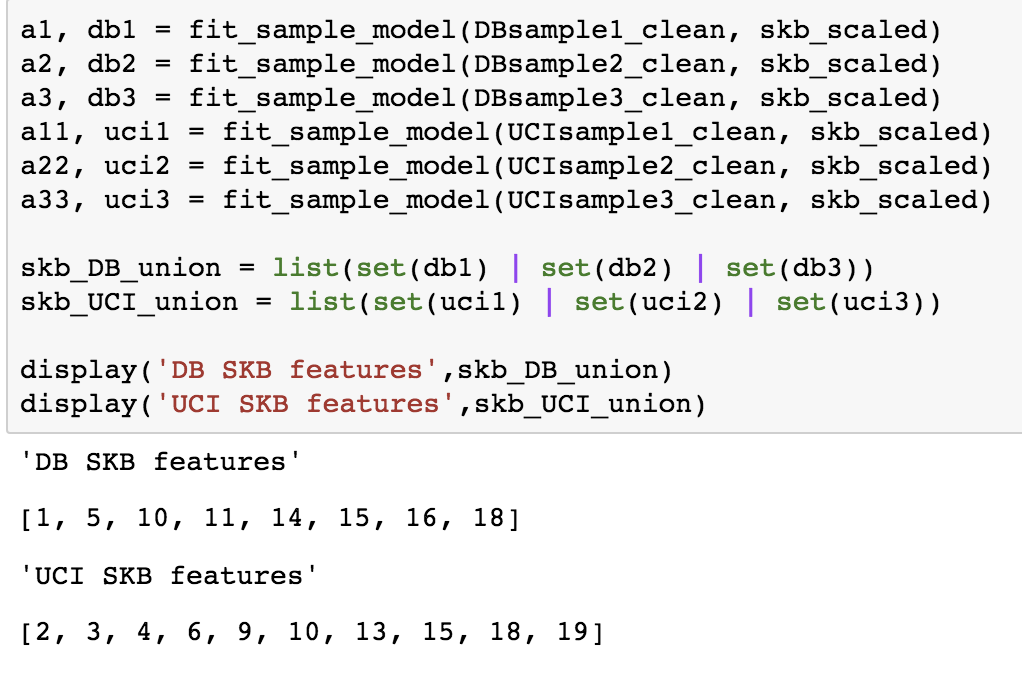 a1, db1 = fit_sample_model(DBsample1_clean, skb_scaled)
a2, db2 = fit_sample_model(DBsample2_clean, skb_scaled)
a3, db3 = fit_sample_model(DBsample3_clean, skb_scaled)
a11, uci1 = fit_sample_model(UCIsample1_clean, skb_scaled)
a22, uci2 = fit_sample_model(UCIsample2_clean, skb_scaled)
a33, uci3 = fit_sample_model(UCIsample3_clean, skb_scaled)
skb_DB_union = list(set(db1) | set(db2) | set(db3))
skb_UCI_union = list(set(uci1) | set(uci2) | set(uci3))
display('DB SKB features',skb_DB_union)
display('UCI SKB features',skb_UCI_union)
'DB SKB features'
[1, 5, 10, 11, 14, 15, 16, 18]
'UCI SKB features'
[2, 3, 4, 6, 9, 10, 13, 15, 18, 19]